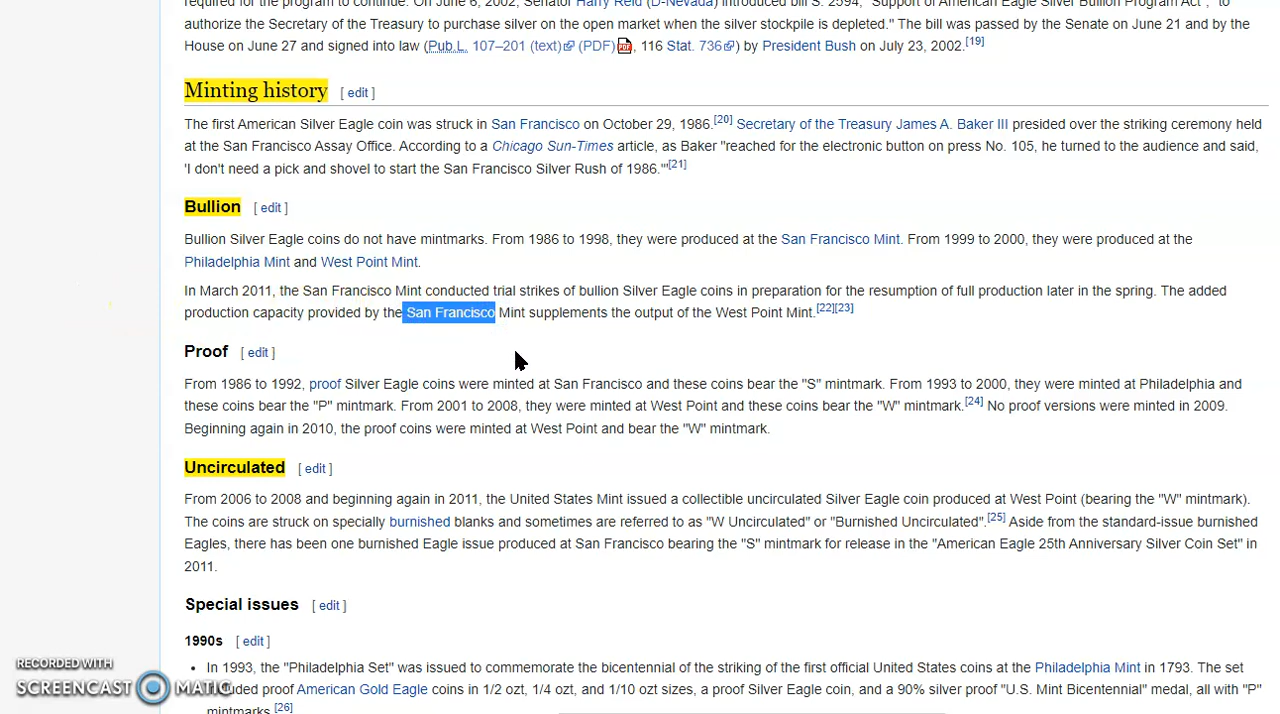 required for the program to continue. On June 6, 2002, Senator Harry Reid (D-Nevada) introduced bill S. 2594, "Support of American Eagle Silver Bullion Program Act", "to
authorize the Secretary of the Treasury to purchase silver on the open market when the silver stockpile is depleted." The bill was passed by the Senate on June 21 and by the
House on June 27 and signed into law (Pub.L. 107–201 (text) (PDF), 116 Stat. 736) by President Bush on July 23, 2002.[19]
Minting history [ edit ]
The first American Silver Eagle coin was struck in San Francisco on October 29, 1986.[20] Secretary of the Treasury James A. Baker III presided over the striking ceremony held
at the San Francisco Assay Office. According to a Chicago Sun-Times article, as Baker "reached for the electronic button on press No. 105, he turned to the audience and said,
'I don't need a pick and shovel to start the San Francisco Silver Rush of 1986.'"[21]
Bullion [ edit ]
Bullion Silver Eagle coins do not have mintmarks. From 1986 to 1998, they were produced at the San Francisco Mint. From 1999 to 2000, they were produced at the
Philadelphia Mint and West Point Mint.
In March 2011, the San Francisco Mint conducted trial strikes of bullion Silver Eagle coins in preparation for the resumption of full production later in the spring. The added
production capacity provided by the San Francisco Mint supplements the output of the West Point Mint.[22][23]
Proof [ edit ]
From 1986 to 1992, proof Silver Eagle coins were minted at San Francisco and these coins bear the "S" mintmark. From 1993 to 2000, they were minted at Philadelphia and
these coins bear the "P" mintmark. From 2001 to 2008, they were minted at West Point and these coins bear the "W" mintmark.[24] No proof versions were minted in 2009.
Beginning again in 2010, the proof coins were minted at West Point and bear the "W" mintmark.
Uncirculated [ edit ]
From 2006 to 2008 and beginning again in 2011, the United States Mint issued a collectible uncirculated Silver Eagle coin produced at West Point (bearing the "W" mintmark).
The coins are struck on specially burnished blanks and sometimes are referred to as "W Uncirculated" or "Burnished Uncirculated".[25] Aside from the standard-issue burnished
Eagles, there has been one burnished Eagle issue produced at San Francisco bearing the "S" mintmark for release in the "American Eagle 25th Anniversary Silver Coin Set" in
2011.
Special issues [ edit ]
1990s [ edit ]
• In 1993, the "Philadelphia Set" was issued to commemorate the bicentennial of the striking of the first official United States coins at the Philadelphia Mint in 1793. The set
included proof American Gold Eagle coins in 1/2 ozt, 1/4 ozt, and 1/10 ozt sizes, a proof Silver Eagle coin, and a 90% silver proof "U.S. Mint Bicentennial" medal, all with "P"
mintmarks.[26]
RECORDED WITH
SCREENCAST MATIC